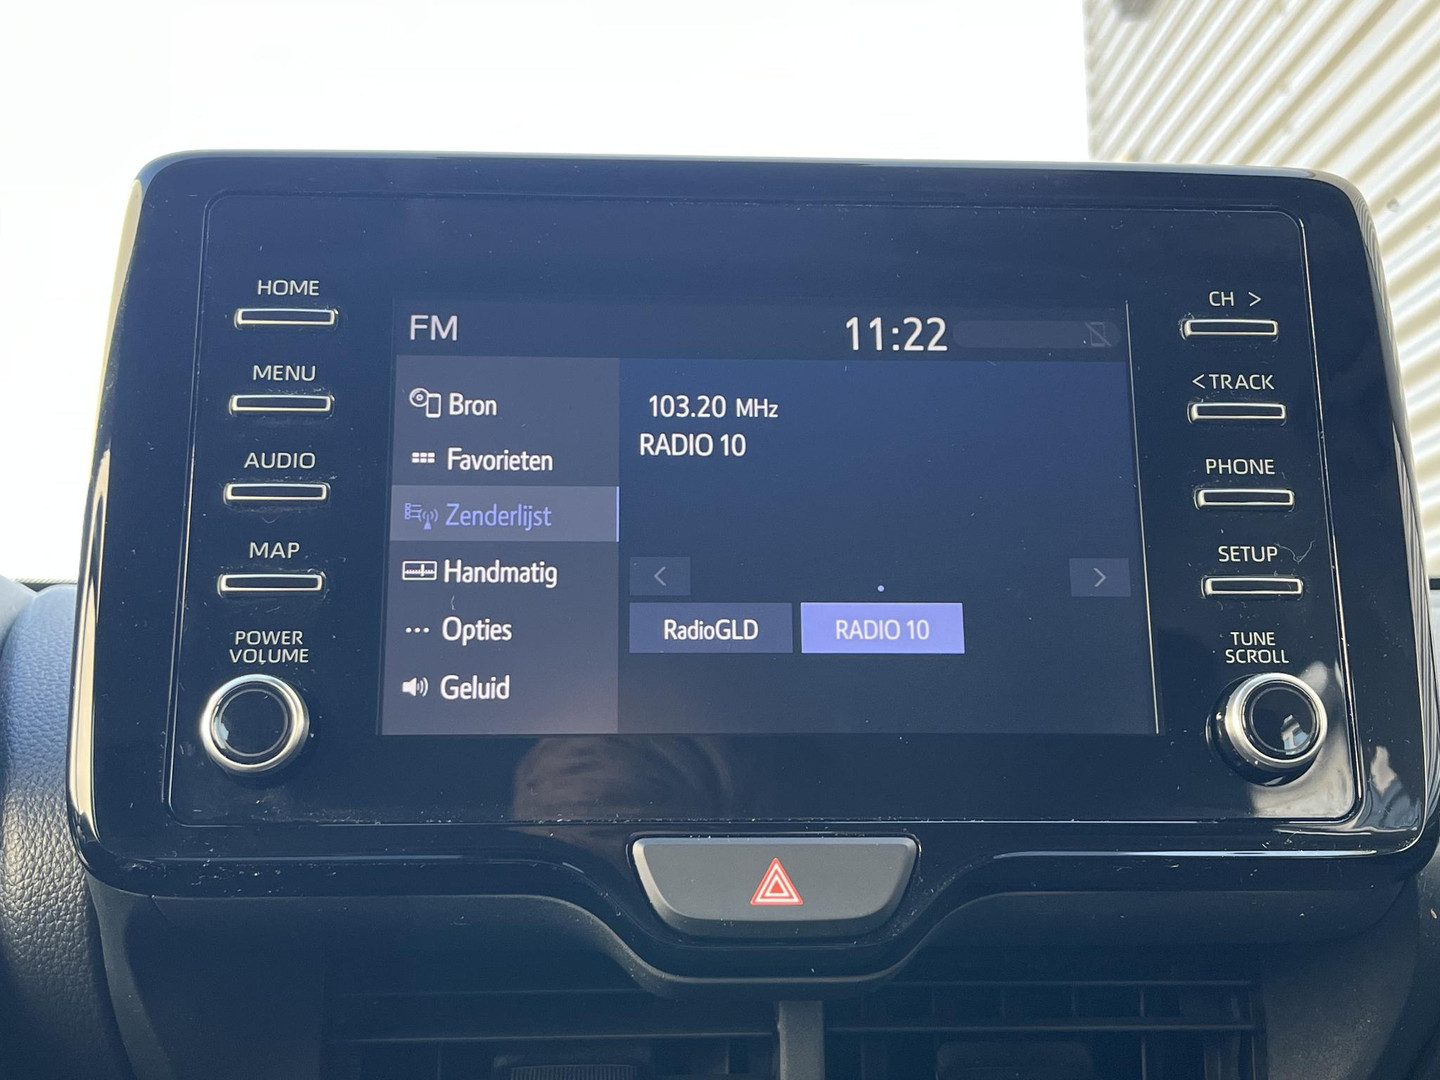 HOME
MENU
AUDIO
MAP
POWER
VOLUME
FM
11:22
Bron
Favorieten
Zenderlijst
Handmatig
Opties
Geluid
103.20 MHz
RADIO 10
< >
RadioGLD RADIO 10
CH >
< TRACK
PHONE
SETUP
TUNE
SCROLL